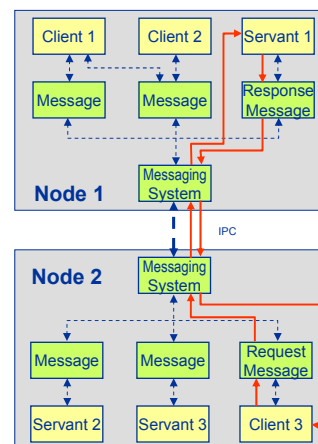 Client 1
Client 2
Servant 1
Message
Message
Response
Message
Messaging
System
Node 1
IPC
Node 2
Messaging
System
Message
Message
Request
Message
Servant 2
Servant 3
Client 3